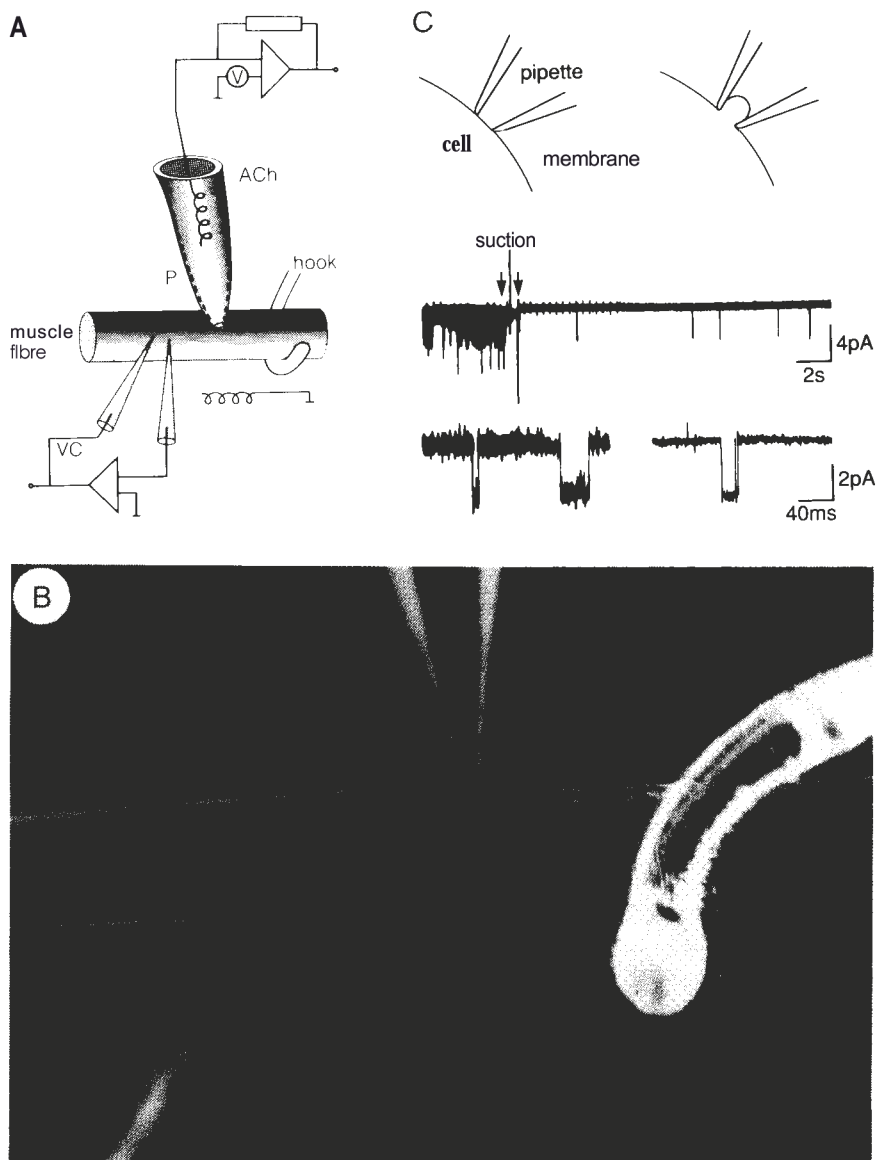 A
V
ACh
P
hook
muscle
fibre
VC
C
pipette
cell
membrane
suction
4pA
2s
2pA
40ms
B